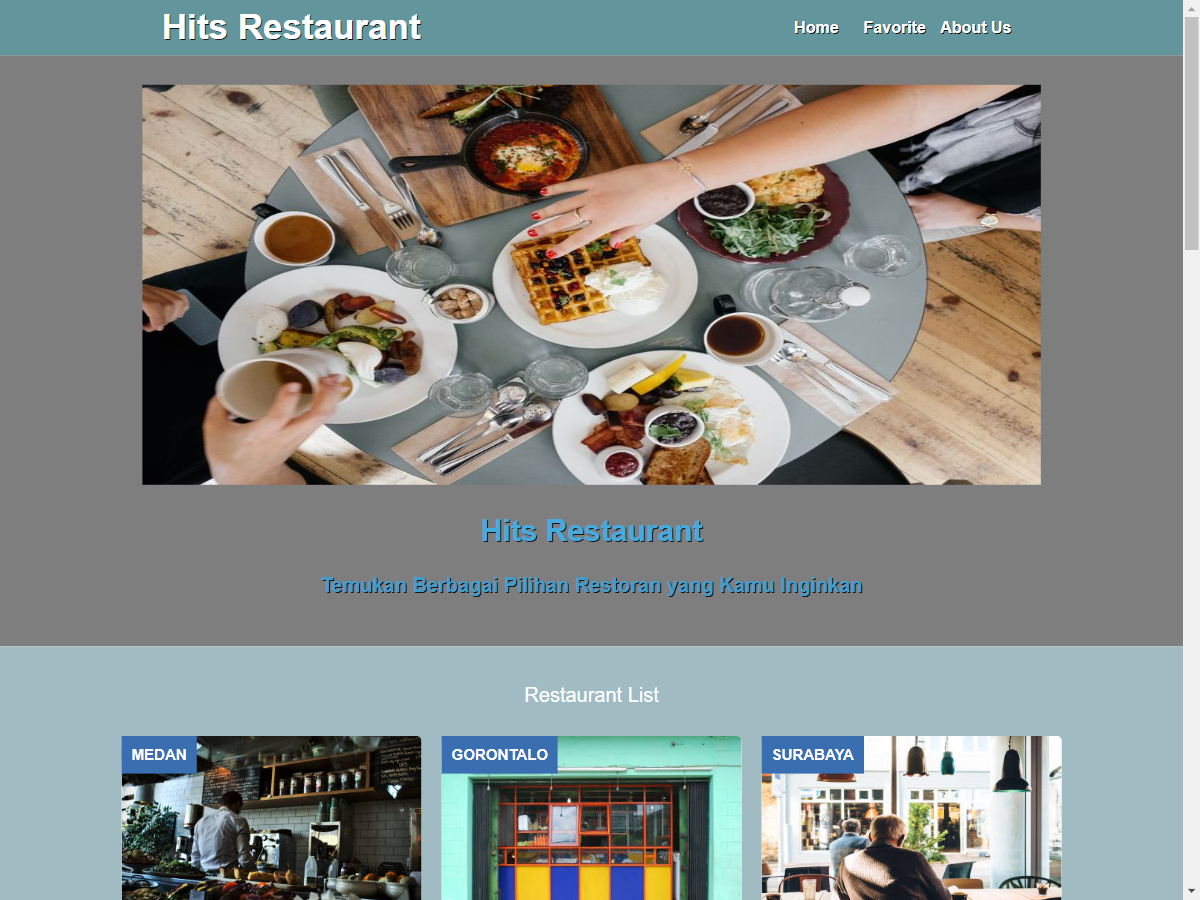 Hits Restaurant
Home Favorite About Us
Hits Restaurant
Temukan Berbagai Pilihan Restoran yang Kamu Inginkan
Restaurant List
MEDAN GORONTALO SURABAYA